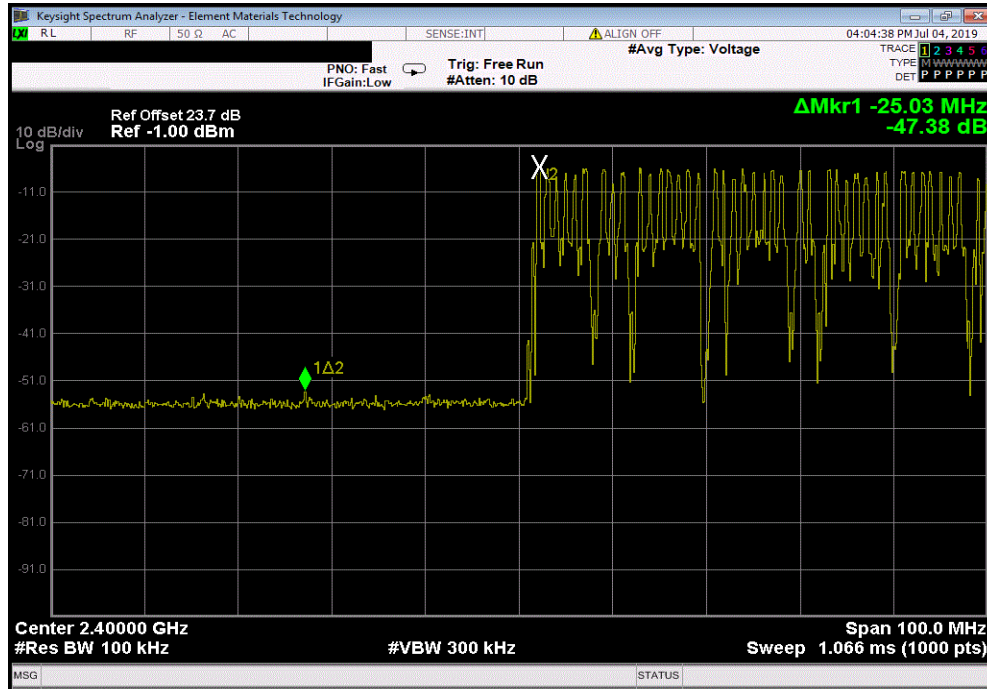 Keysight Spectrum Analyzer - Element Materials Technology
LXI RL RF 50 Ω AC SENSE:INT ALIGN OFF 04:04:38 PM Jul 04, 2019
#Avg Type: Voltage TRACE 1 2 3 4 5 6
PNO: Fast Trig: Free Run TYPE M W W W W W
IFGain:Low #Atten: 10 dB DET P P P P P P
ΔMkr1 -25.03 MHz
Ref Offset 23.7 dB -47.38 dB
10 dB/div Ref -1.00 dBm
Log
X2
-11.0
-21.0
-31.0
-41.0
1Δ2
-51.0
-61.0
-71.0
-81.0
-91.0
Center 2.40000 GHz Span 100.0 MHz
#Res BW 100 kHz #VBW 300 kHz Sweep 1.066 ms (1000 pts)
MSG STATUS